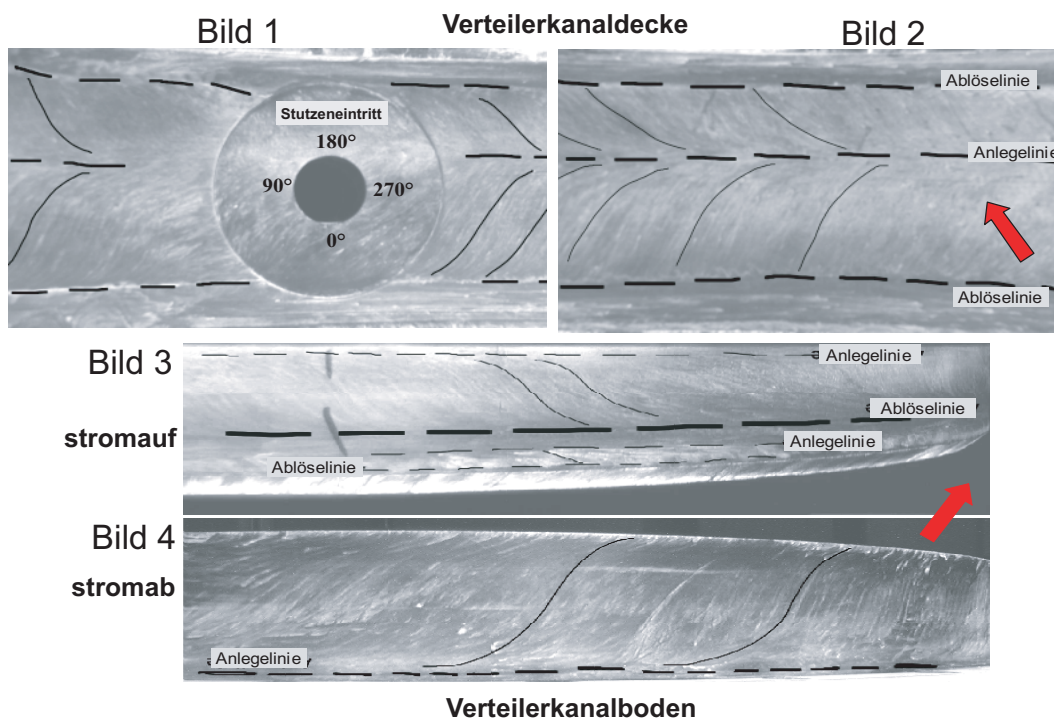 Bild 1
Verteilerkanaldecke
Bild 2
Stutzeneintritt
180°
90°
270°
0°
Ablöselinie
Anlegelinie
Ablöselinie
Bild 3
stromauf
Anlegelinie
Ablöselinie
Anlegelinie
Ablöselinie
Bild 4
stromab
Anlegelinie
Verteilerkanalboden